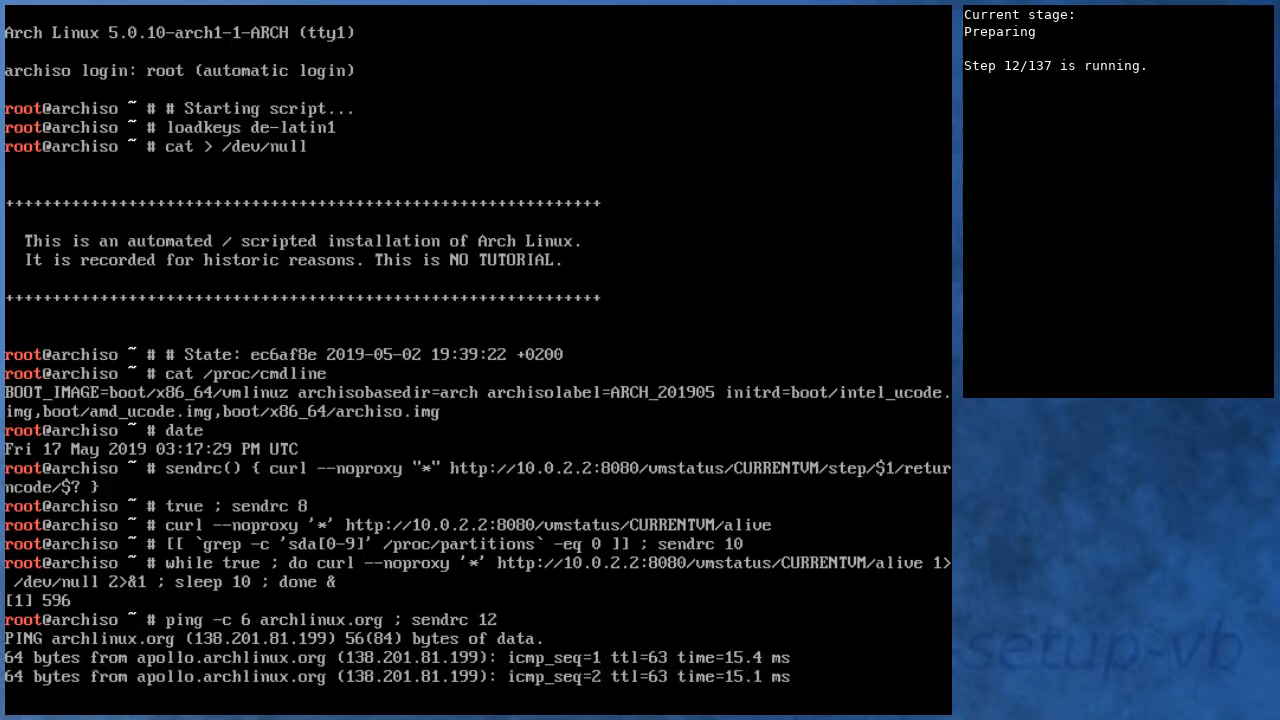 Arch Linux 5.0.10-arch1-1-ARCH (tty1)
archiso login: root (automatic login)
root@archiso ~ # # Starting script...
root@archiso ~ # loadkeys de-latin1
root@archiso ~ # cat > /dev/null
++++++++++++++++++++++++++++++++++++++++++++++++++++++++++++++++
This is an automated / scripted installation of Arch Linux.
It is recorded for historic reasons. This is NO TUTORIAL.
++++++++++++++++++++++++++++++++++++++++++++++++++++++++++++++++
root@archiso ~ # # State: ec6af8e 2019-05-02 19:39:22 +0200
root@archiso ~ # cat /proc/cmdline
BOOT_IMAGE=boot/x86_64/vmlinuz archisobasedir=arch archisolabel=ARCH_201905 initrd=boot/intel_ucode.
img,boot/amd_ucode.img,boot/x86_64/archiso.img
root@archiso ~ # date
Fri 17 May 2019 03:17:29 PM UTC
root@archiso ~ # sendrc() { curl --noproxy "*" http://10.0.2.2:8080/vmstatus/CURRENTVM/step/$1/retur
ncode/$? }
root@archiso ~ # true ; sendrc 8
root@archiso ~ # curl --noproxy '*' http://10.0.2.2:8080/vmstatus/CURRENTVM/alive
root@archiso ~ # [[ `grep -c 'sda[0-9]' /proc/partitions` -eq 0 ]] ; sendrc 10
root@archiso ~ # while true ; do curl --noproxy '*' http://10.0.2.2:8080/vmstatus/CURRENTVM/alive 1>
/dev/null 2>&1 ; sleep 10 ; done &
[1] 596
root@archiso ~ # ping -c 6 archlinux.org ; sendrc 12
PING archlinux.org (138.201.81.199) 56(84) bytes of data.
64 bytes from apollo.archlinux.org (138.201.81.199): icmp_seq=1 ttl=63 time=15.4 ms
64 bytes from apollo.archlinux.org (138.201.81.199): icmp_seq=2 ttl=63 time=15.1 ms
Current stage:
Preparing
Step 12/137 is running.
setup-vb